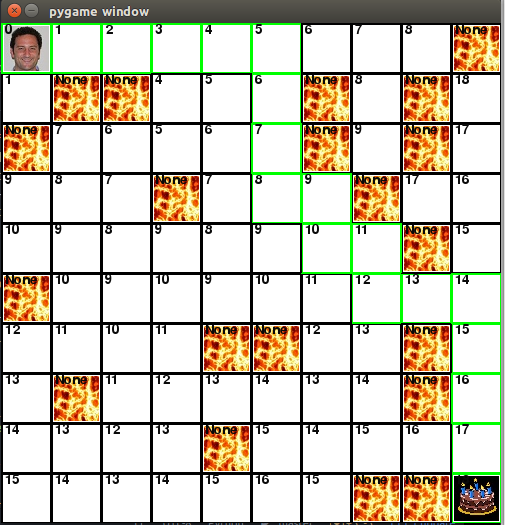 pygame window
0 1 2 3 4 5 6 7 8 None
1 None None 4 5 6 None 8 None 18
None 7 6 5 6 7 None 9 None 17
9 8 7 None 7 8 9 None 17 16
10 9 8 9 8 9 10 11 None 15
None 10 9 10 9 10 11 12 13 14
12 11 10 11 None None 12 13 None 15
13 None 11 12 13 14 13 14 None 16
14 13 12 13 None 15 14 15 16 17
15 14 13 14 15 16 15 None None